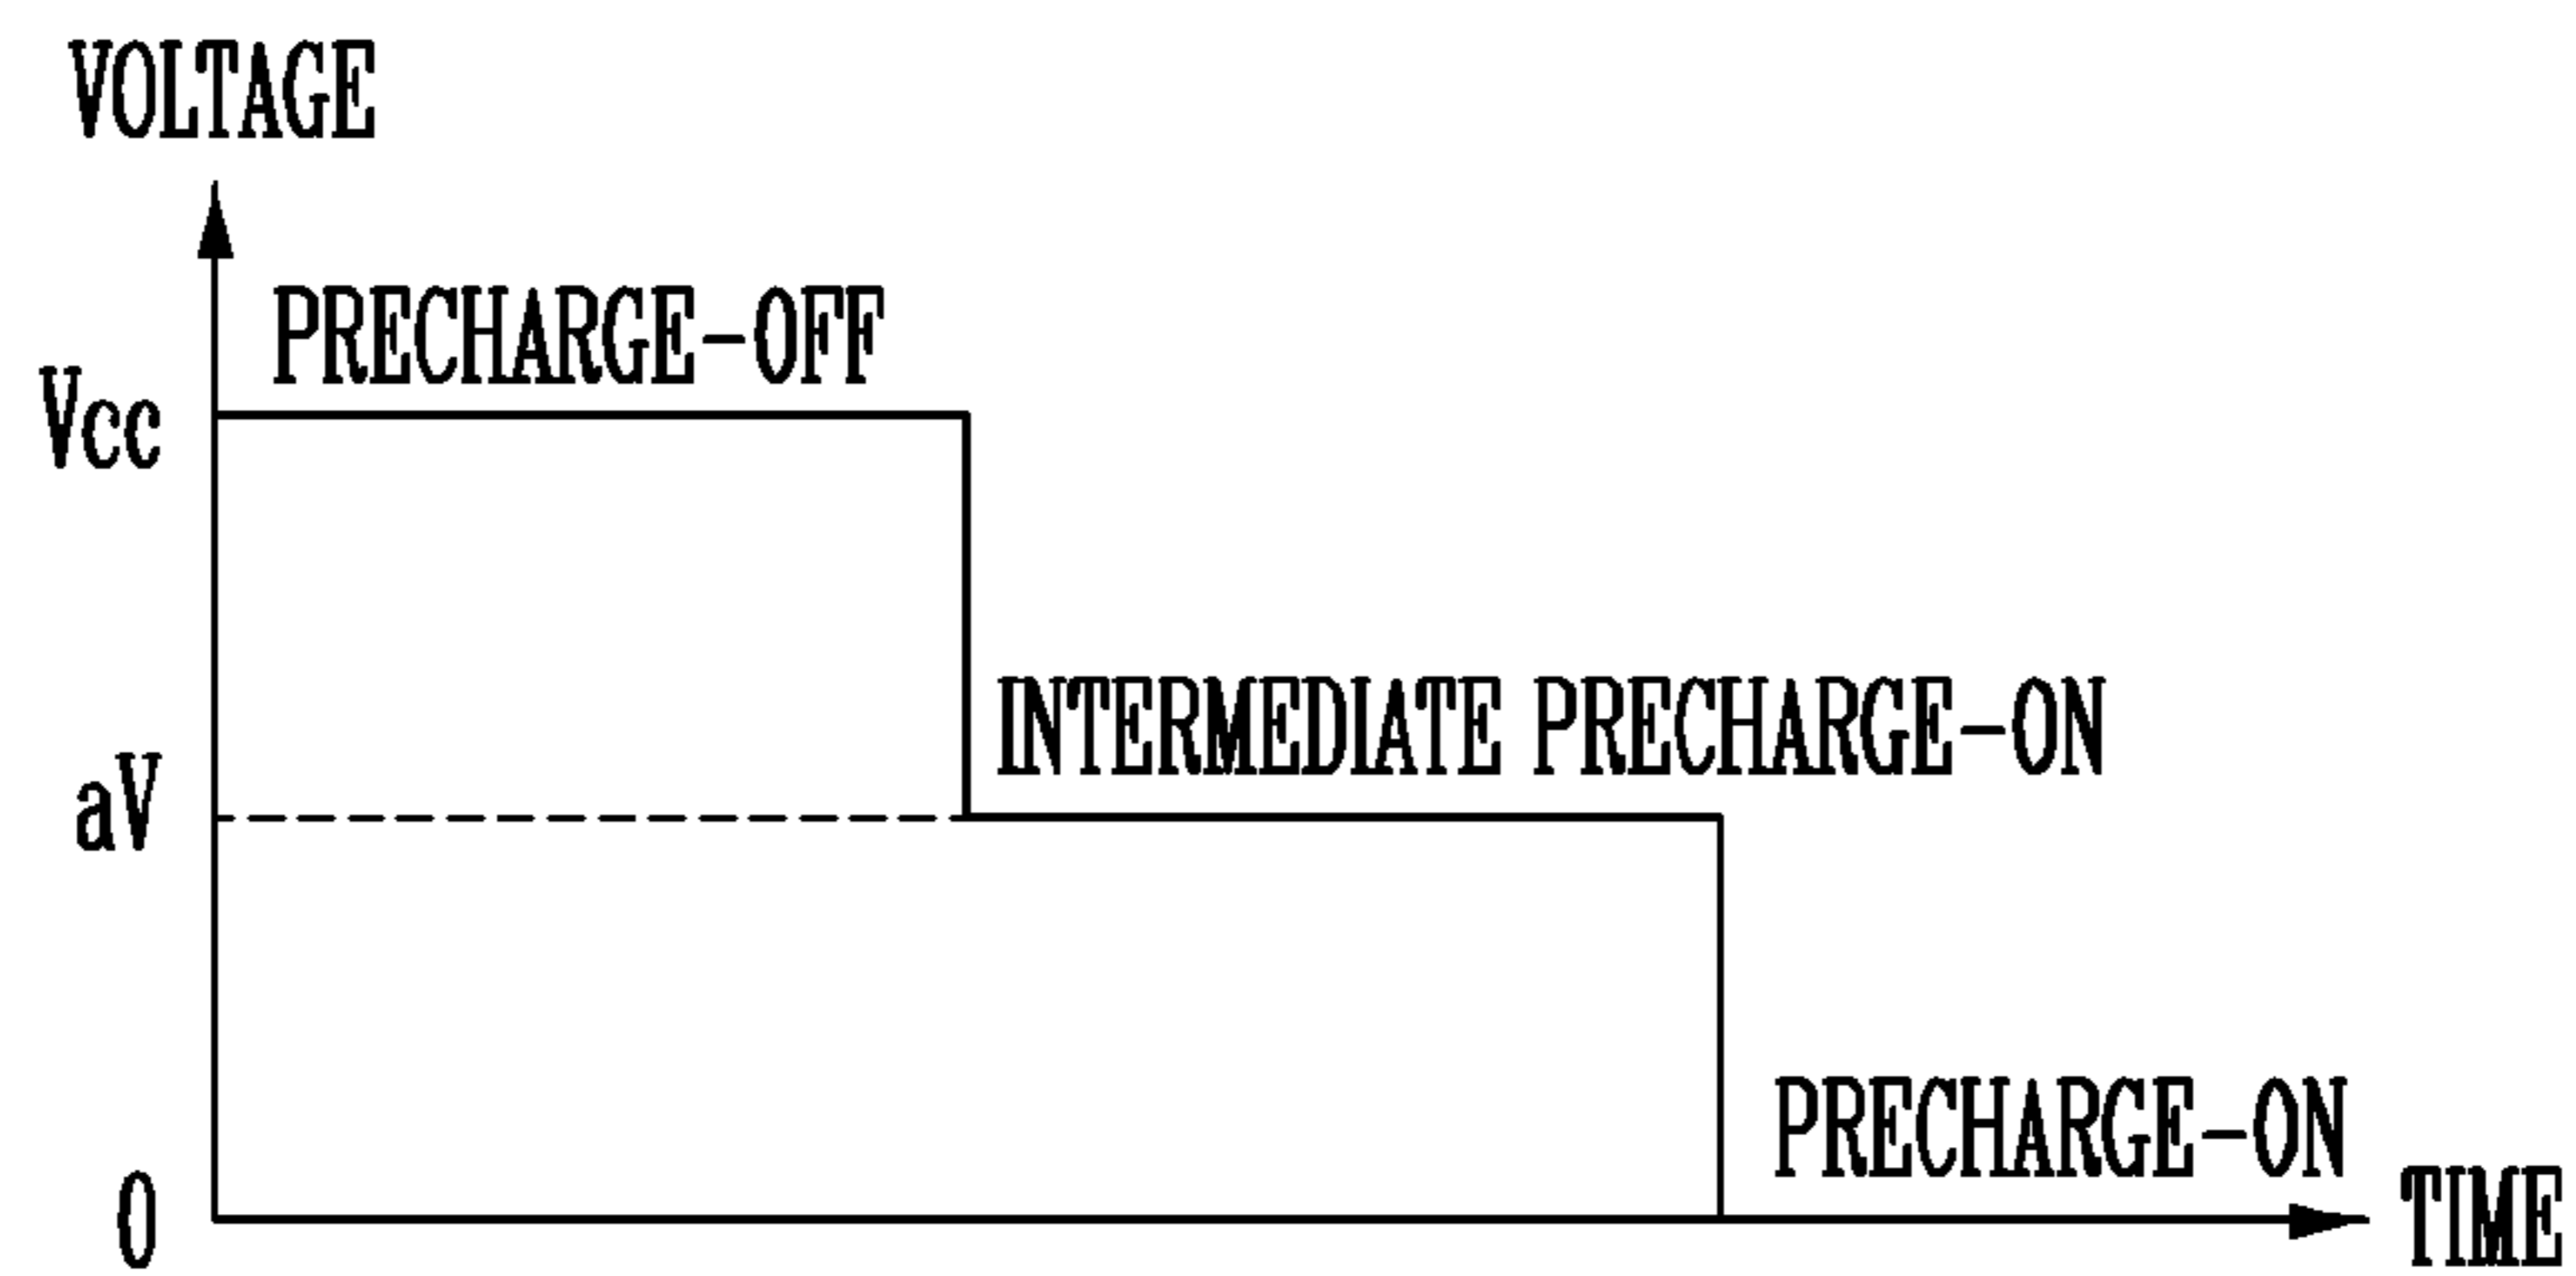 VOLTAGE
PRECHARGE-OFF
Vcc
INTERMEDIATE PRECHARGE-ON
aV
PRECHARGE-ON
0
TIME